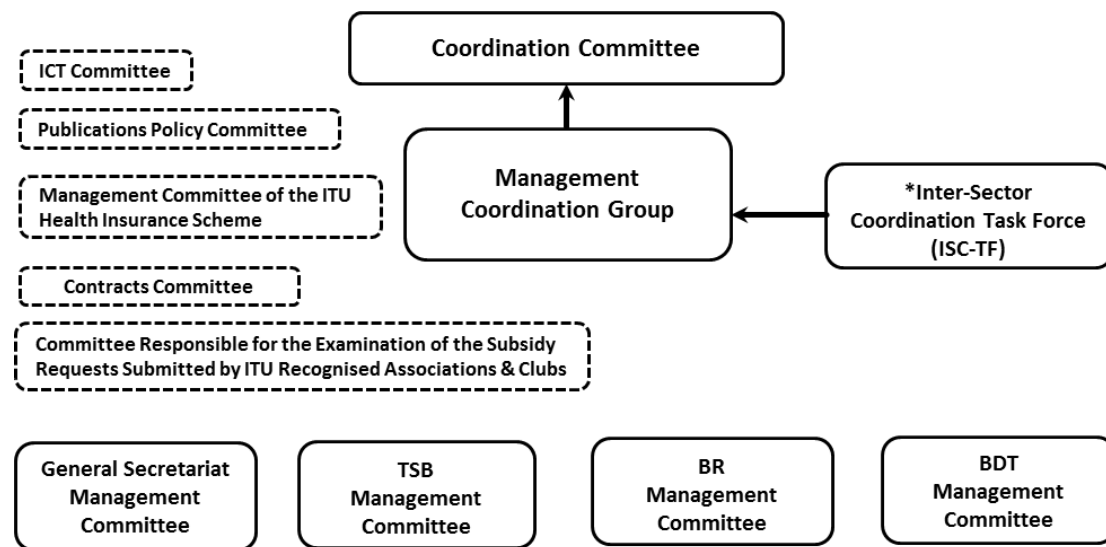 Coordination Committee
ICT Committee
Publications Policy Committee
Management
Coordination Group
Management Committee of the ITU
Health Insurance Scheme
*Inter-Sector
Coordination Task Force
(ISC-TF)
Contracts Committee
Committee Responsible for the Examination of the Subsidy
Requests Submitted by ITU Recognised Associations & Clubs
General Secretariat
Management
Committee
TSB
Management
Committee
BR
Management
Committee
BDT
Management
Committee